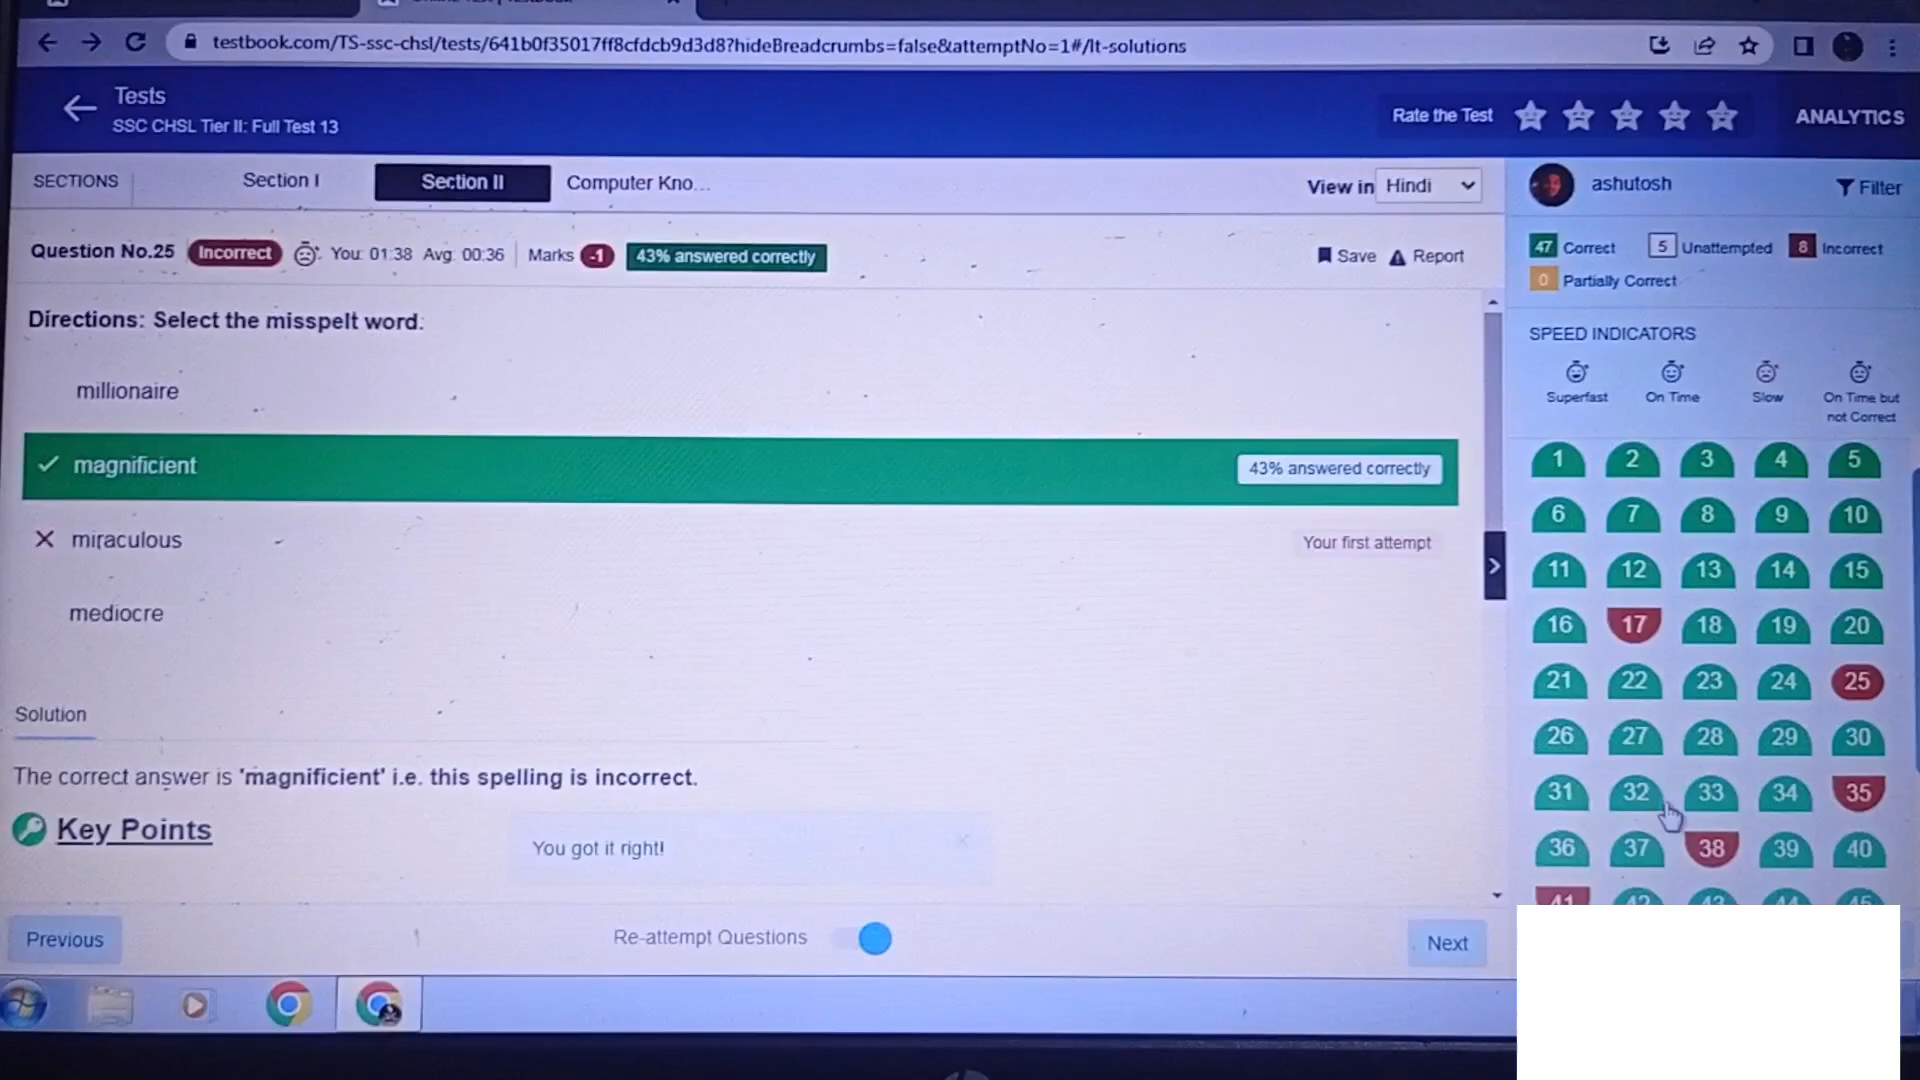 testbook.com/TS-ssc-chsl/tests/641b0f35017ff8cfdcb9d3d8?hideBreadcrumbs=false&attemptNo=1#/lt-solutions
Tests
SSC CHSL Tier II: Full Test 13
Rate the Test
ANALYTICS
SECTIONS
Section I
Section II
Computer Kno...
View in Hindi
ashutosh
Filter
Question No.25 Incorrect You: 01:38 Avg: 00:36 Marks -1 43% answered correctly
Save Report
47 Correct 5 Unattempted 8 Incorrect
0 Partially Correct
Directions: Select the misspelt word.
millionaire
magnificient
43% answered correctly
miraculous
Your first attempt
mediocre
Solution
The correct answer is 'magnificient' i.e. this spelling is incorrect.
Key Points
You got it right!
SPEED INDICATORS
Superfast On Time Slow On Time but
not Correct
1 2 3 4 5
6 7 8 9 10
11 12 13 14 15
16 17 18 19 20
21 22 23 24 25
26 27 28 29 30
31 32 33 34 35
36 37 38 39 40
41 42 43 44 45
Previous
Re-attempt Questions
Next